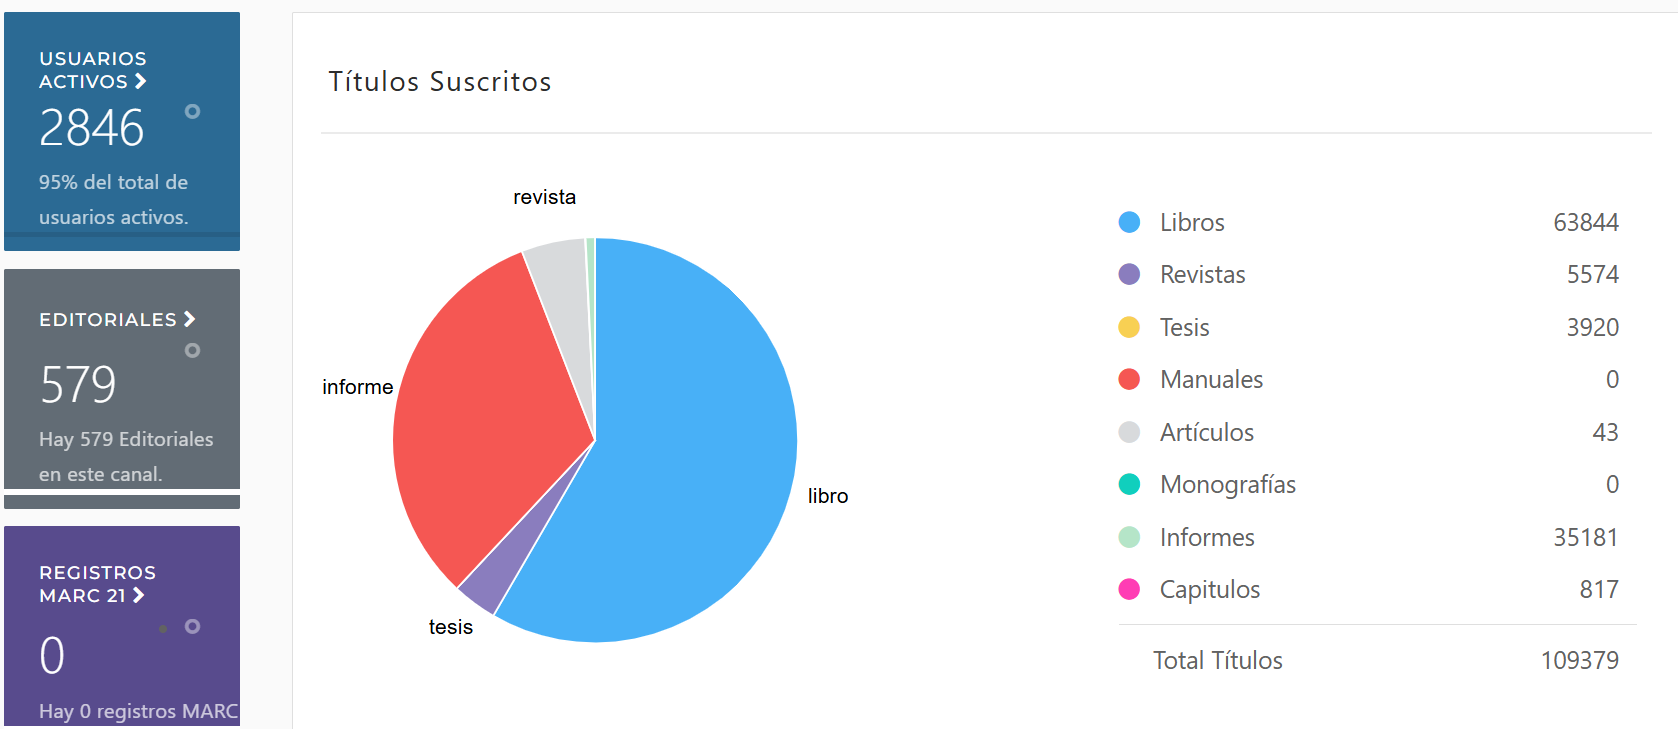 USUARIOS
ACTIVOS
2846
95% del total de
usuarios activos.
EDITORIALES
579
Hay 579 Editoriales
en este canal.
REGISTROS
MARC 21
0
Hay 0 registros MARC
Títulos Suscritos
revista
informe
libro
tesis
Libros 63844
Revistas 5574
Tesis 3920
Manuales 0
Artículos 43
Monografías 0
Informes 35181
Capitulos 817
Total Títulos 109379